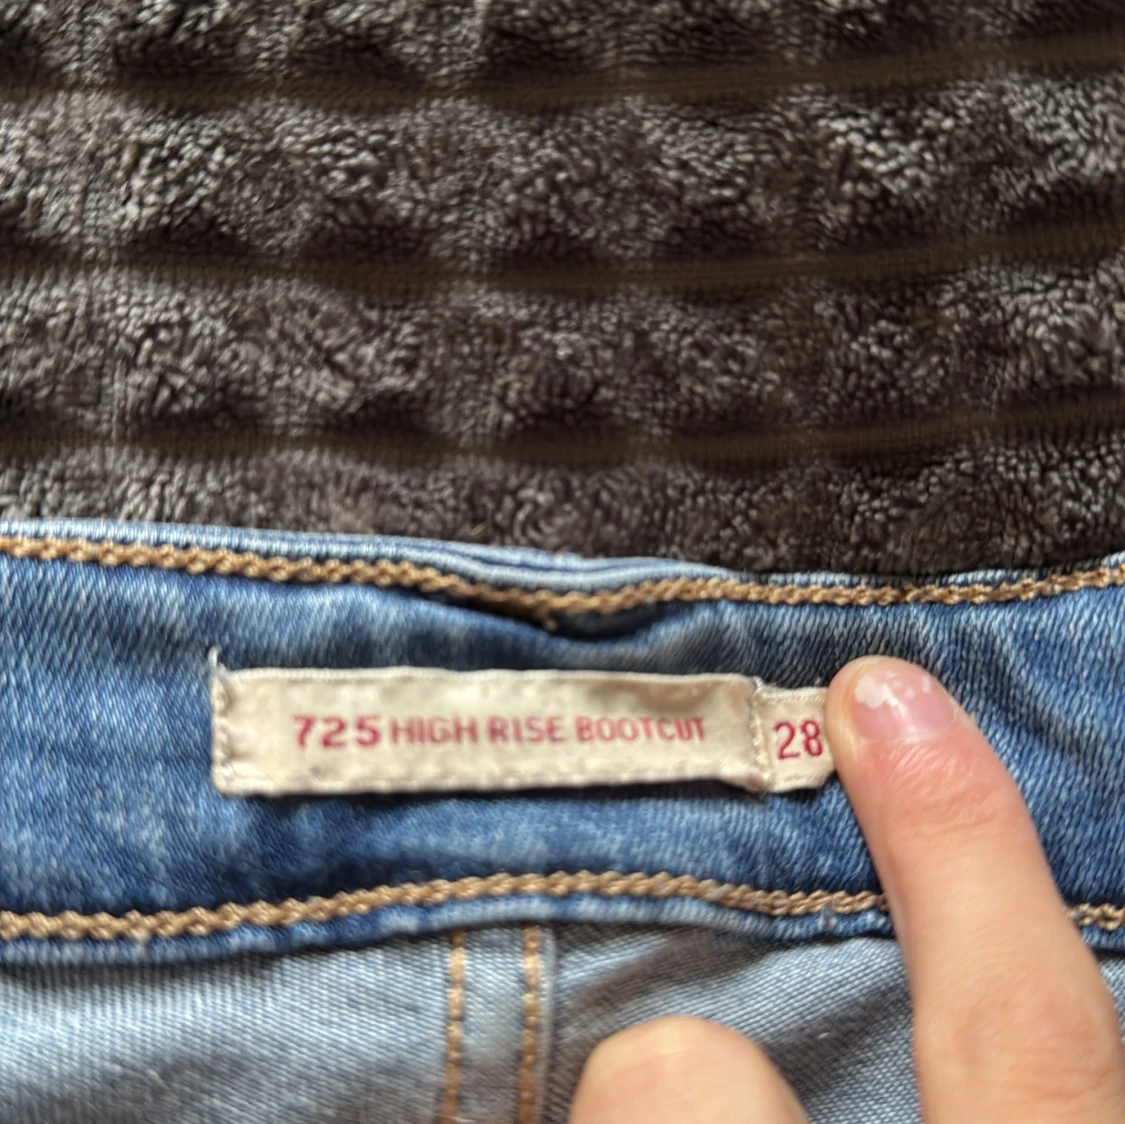 725 HIGH RISE BOOTCUT 28